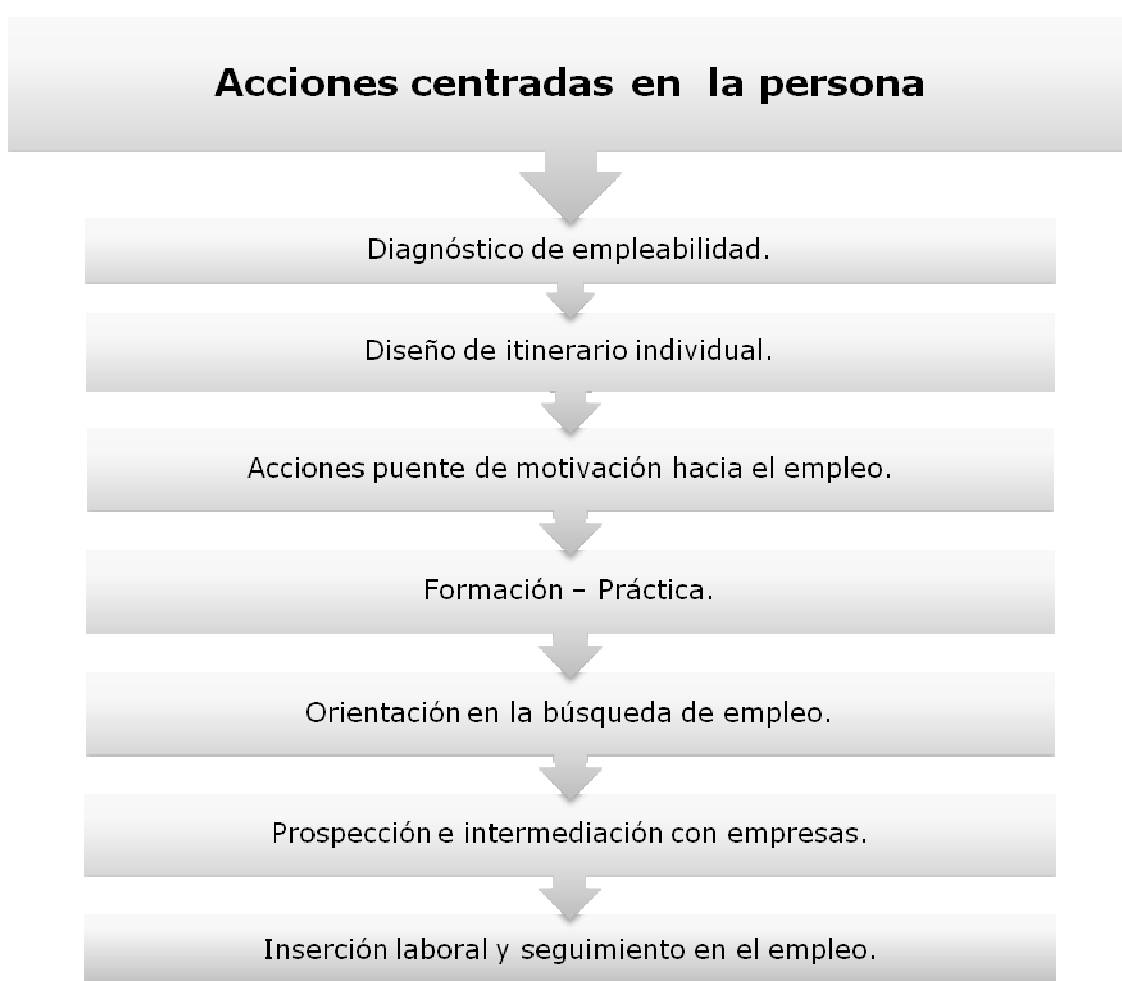 Acciones centradas en la persona
Diagnóstico de empleabilidad.
Diseño de itinerario individual.
Acciones puente de motivación hacia el empleo.
Formación – Práctica.
Orientación en la búsqueda de empleo.
Prospección e intermediación con empresas.
Inserción laboral y seguimiento en el empleo.